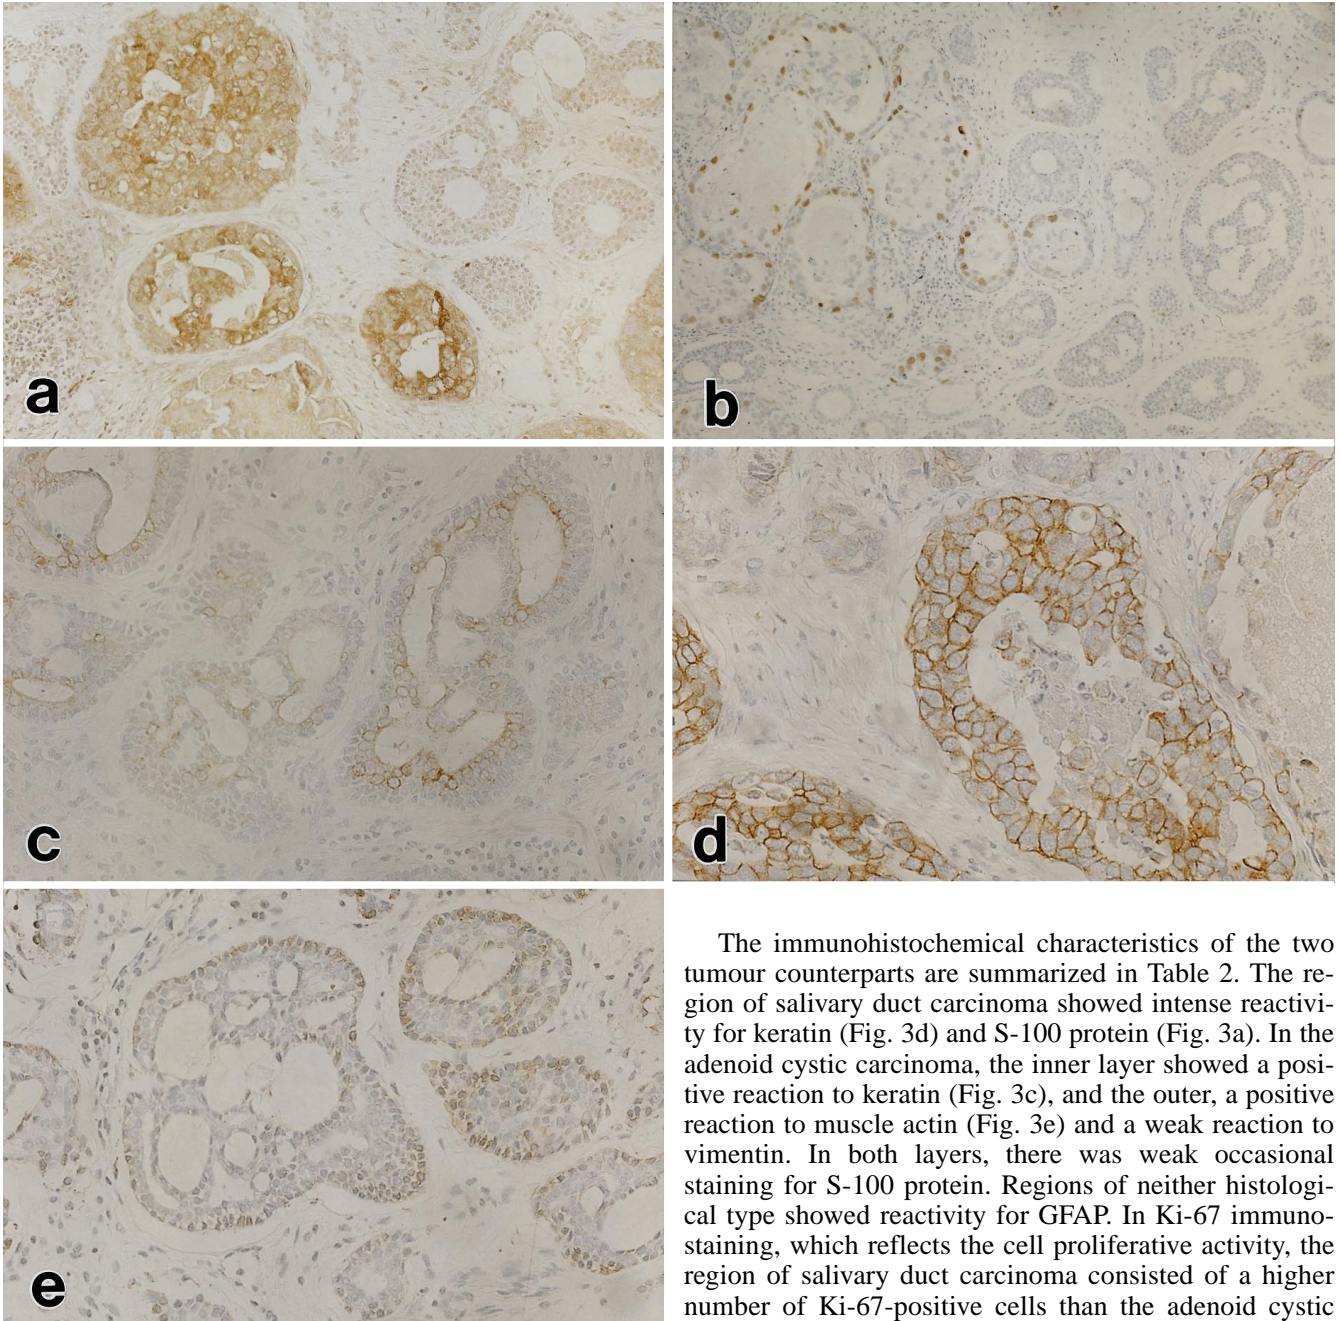 a
b
c
d
e
The immunohistochemical characteristics of the two
tumour counterparts are summarized in Table 2. The re-
gion of salivary duct carcinoma showed intense reactivi-
ty for keratin (Fig. 3d) and S-100 protein (Fig. 3a). In the
adenoid cystic carcinoma, the inner layer showed a posi-
tive reaction to keratin (Fig. 3c), and the outer, a positive
reaction to muscle actin (Fig. 3e) and a weak reaction to
vimentin. In both layers, there was weak occasional
staining for S-100 protein. Regions of neither histologi-
cal type showed reactivity for GFAP. In Ki-67 immuno-
staining, which reflects the cell proliferative activity, the
region of salivary duct carcinoma consisted of a higher
number of Ki-67-positive cells than the adenoid cystic